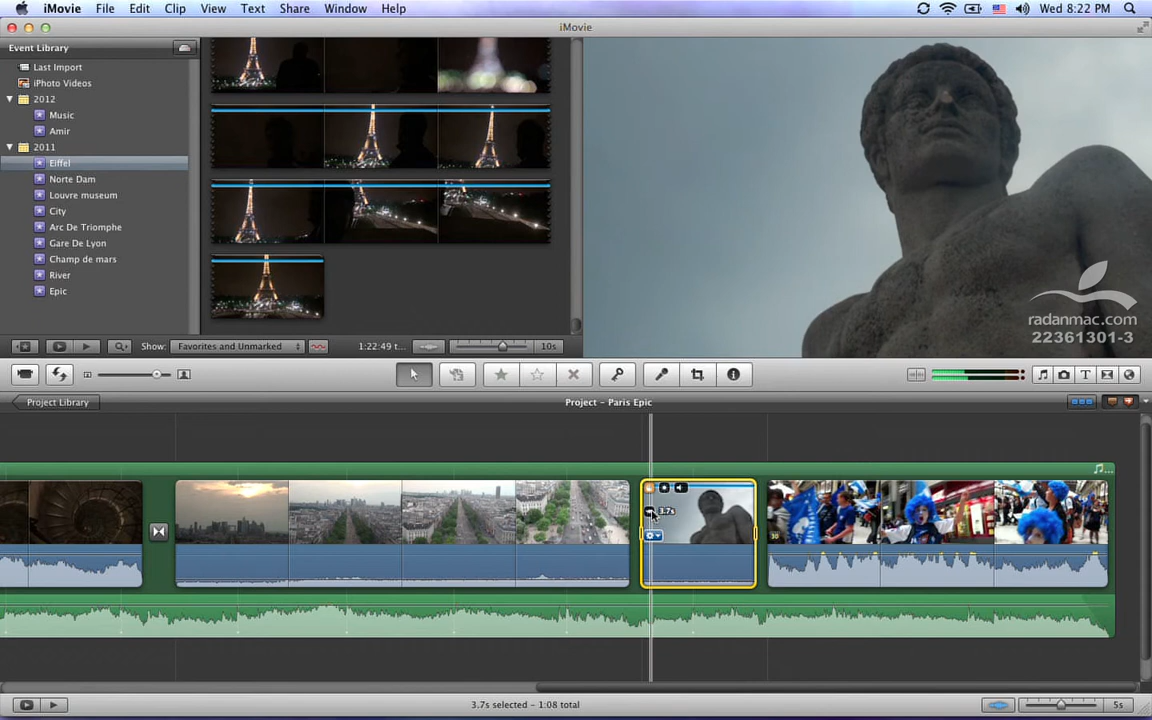 iMovie File Edit Clip View Text Share Window Help Wed 8:22 PM
iMovie
Event Library
Last Import
iPhoto Videos
2012
Music
Amir
2011
Eiffel
Norte Dam
Louvre museum
City
Arc De Triomphe
Gare De Lyon
Champ de mars
River
Epic
radanmac.com
22361301-3
Show: Favorites and Unmarked 1:22:49 t... 10s
Project Library Project – Paris Epic
3.7s
30
3.7s selected – 1:08 total 5s